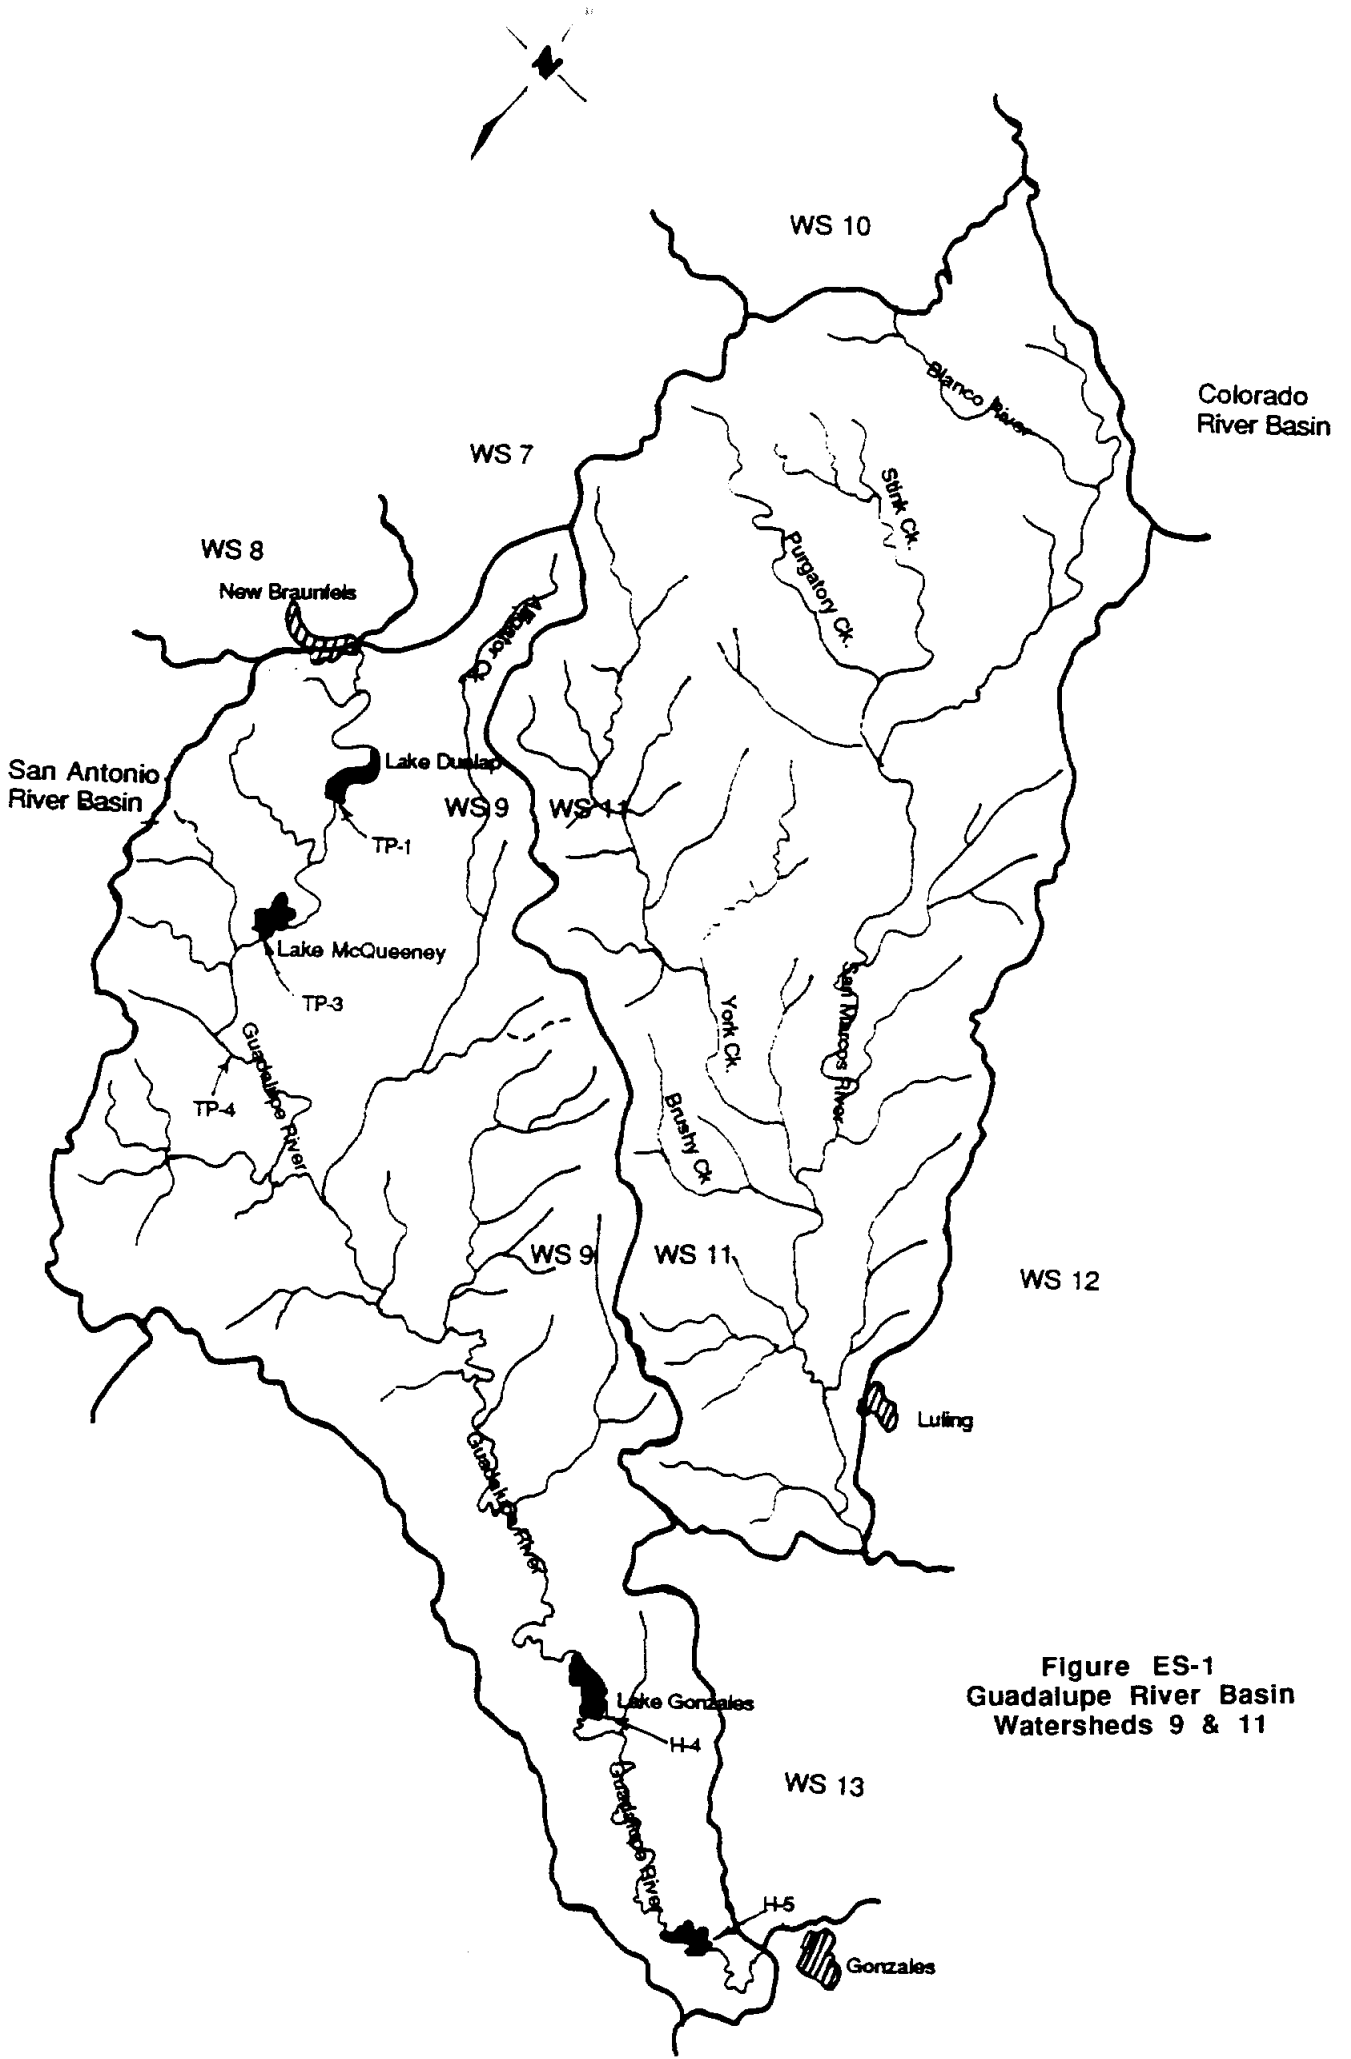 N
WS 10
Colorado
River Basin
Blanco River
WS 7
Stink Ck.
WS 8
New Braunfels
Purgatory Ck.
Alligator Ck
San Antonio
River Basin
Lake Dunlap
WS 9
WS 11
TP-1
Lake McQueeney
TP-3
San Marcos River
York Ck.
Guadalupe River
TP-4
Brushy Ck
WS 9
WS 11
WS 12
Luling
Guadalupe River
Figure ES-1
Guadalupe River Basin
Watersheds 9 & 11
Lake Gonzales
H-4
WS 13
Guadalupe River
H-5
Gonzales